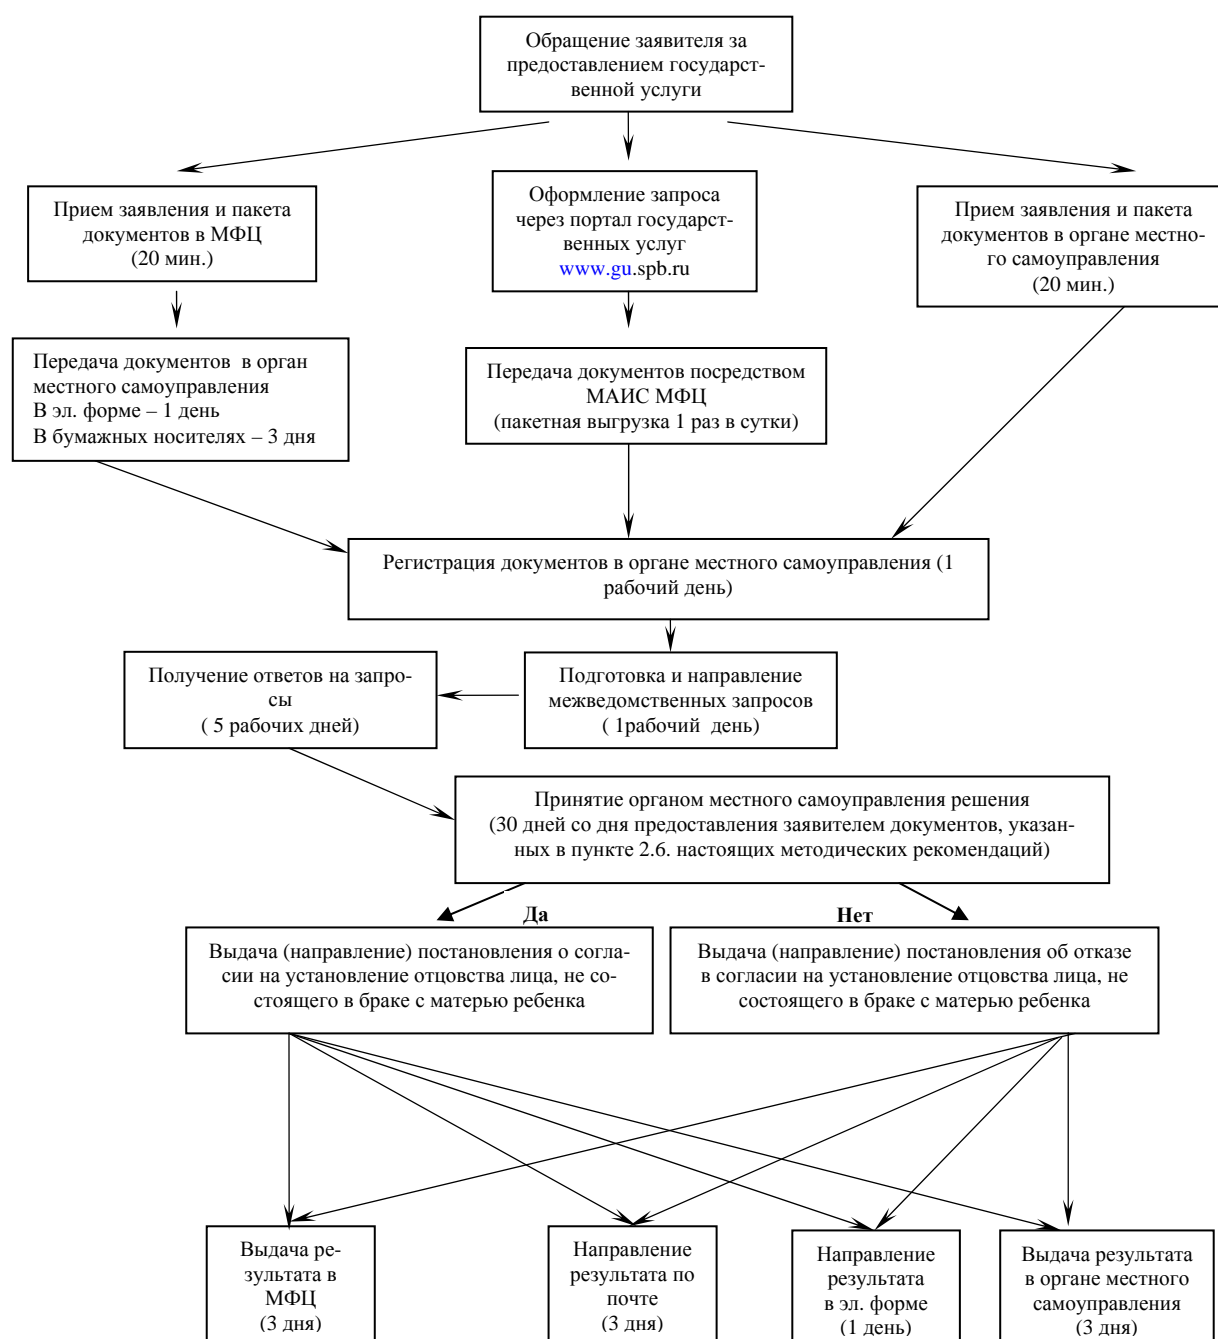 Обращение заявителя за
предоставлением государст-
венной услуги
Прием заявления и пакета
документов в МФЦ
(20 мин.)
Оформление запроса
через портал государст-
венных услуг
www.gu.spb.ru
Прием заявления и пакета
документов в органе местно-
го самоуправления
(20 мин.)
Передача документов  в орган
местного самоуправления
В эл. форме – 1 день
В бумажных носителях – 3 дня
Передача документов посредством
МАИС МФЦ
(пакетная выгрузка 1 раз в сутки)
Регистрация документов в органе местного самоуправления (1
рабочий день)
Получение ответов на запро-
сы
( 5 рабочих дней)
Подготовка и направление
межведомственных запросов
( 1рабочий  день)
Принятие органом местного самоуправления решения
(30 дней со дня предоставления заявителем документов, указан-
ных в пункте 2.6. настоящих методических рекомендаций)
Да
Нет
Выдача (направление) постановления о согла-
сии на установление отцовства лица, не со-
стоящего в браке с матерью ребенка
Выдача (направление) постановления об отказе
в согласии на установление отцовства лица, не
состоящего в браке с матерью ребенка
Выдача ре-
зультата в
МФЦ
(3 дня)
Направление
результата по
почте
(3 дня)
Направление
результата
в эл. форме
(1 день)
Выдача результата
в органе местного
самоуправления
(3 дня)